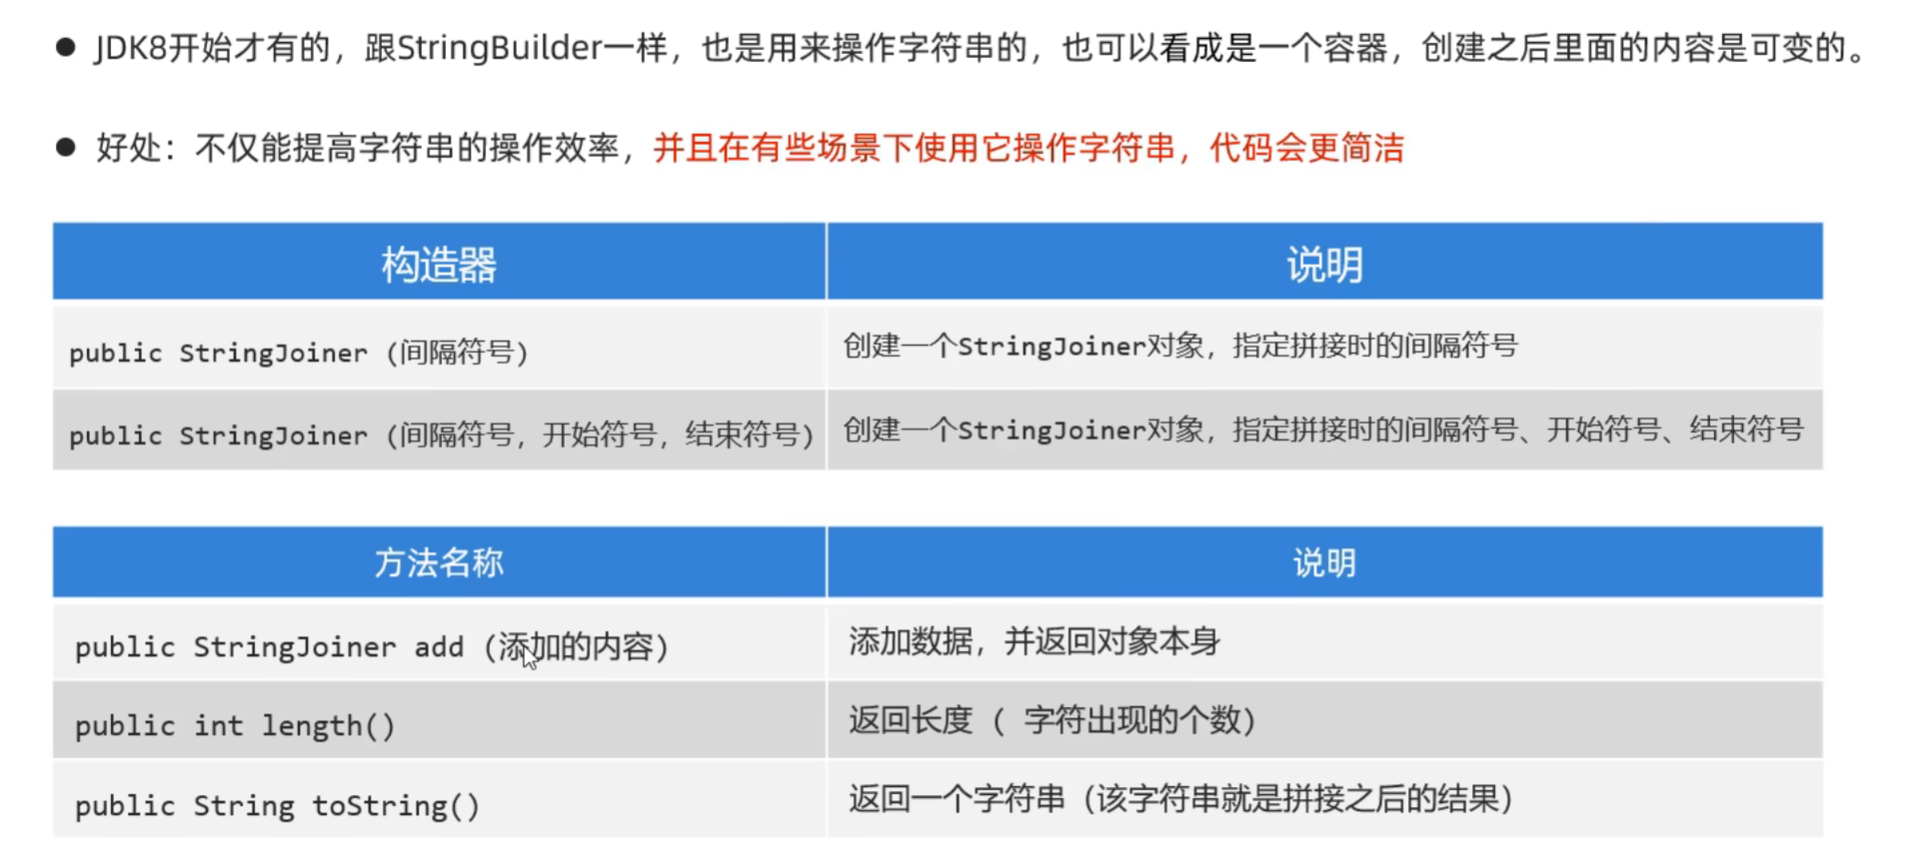 ● JDK8开始才有的，跟StringBuilder一样，也是用来操作字符串的，也可以看成是一个容器，创建之后里面的内容是可变的。
● 好处：不仅能提高字符串的操作效率，并且在有些场景下使用它操作字符串，代码会更简洁
构造器 说明
public StringJoiner (间隔符号) 创建一个StringJoiner对象，指定拼接时的间隔符号
public StringJoiner (间隔符号，开始符号，结束符号) 创建一个StringJoiner对象，指定拼接时的间隔符号、开始符号、结束符号
方法名称 说明
public StringJoiner add (添加的内容) 添加数据，并返回对象本身
public int length() 返回长度 ( 字符出现的个数)
public String toString() 返回一个字符串（该字符串就是拼接之后的结果）